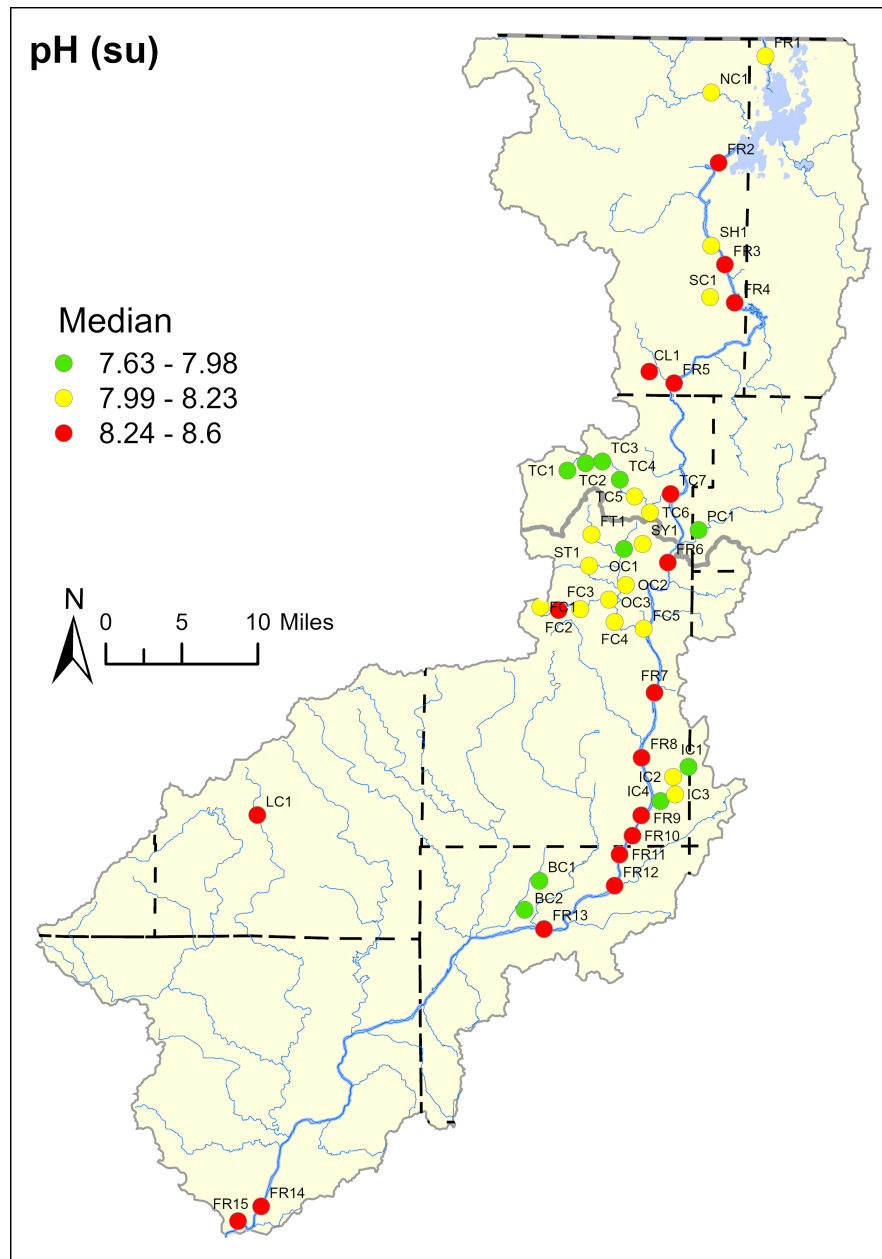 pH (su)
FR1
NC1
FR2
SH1
FR3
SC1
FR4
Median
7.63 - 7.98
7.99 - 8.23
8.24 - 8.6
CL1
FR5
TC3
TC1
TC2
TC4
TC5
TC7
TC6
PC1
FT1
SY1
ST1
OC1
FR6
OC2
FC3
FC1
OC3
FC2
FC4
FC5
N
0 5 10 Miles
FR7
FR8
IC1
IC2
IC4
IC3
LC1
FR9
FR10
FR11
BC1
FR12
BC2
FR13
FR15
FR14